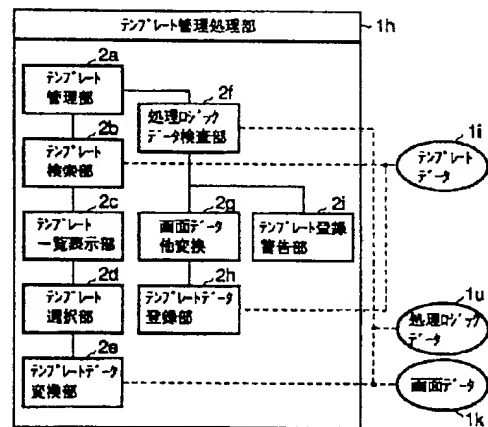 テンプレート管理処理部
1h
2a
テンプレート
管理部
2f
処理ロジック
データ検査部
2b
テンプレート
検索部
1i
テンプレート
データ
2c
テンプレート
一覧表示部
2g
画面データ
他変換
2i
テンプレート登録
警告部
2d
テンプレート
選択部
2h
テンプレートデータ
登録部
1u
処理ロジック
データ
2e
テンプレートデータ
変換部
画面データ
1k